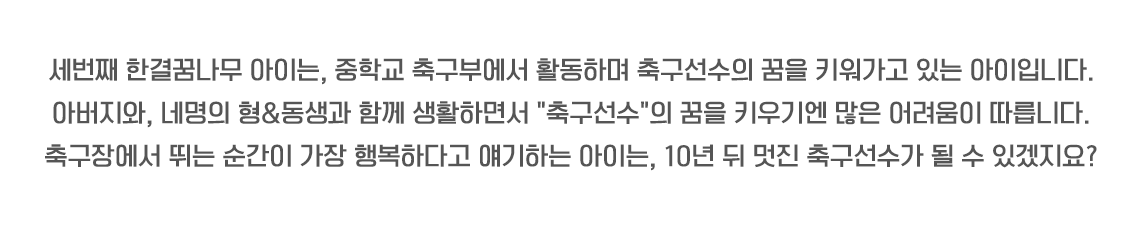 세번째 한결꿈나무 아이는, 중학교 축구부에서 활동하며 축구선수의 꿈을 키워가고 있는 아이입니다.
아버지와, 네명의 형&동생과 함께 생활하면서 "축구선수"의 꿈을 키우기엔 많은 어려움이 따릅니다.
축구장에서 뛰는 순간이 가장 행복하다고 얘기하는 아이는, 10년 뒤 멋진 축구선수가 될 수 있겠지요?